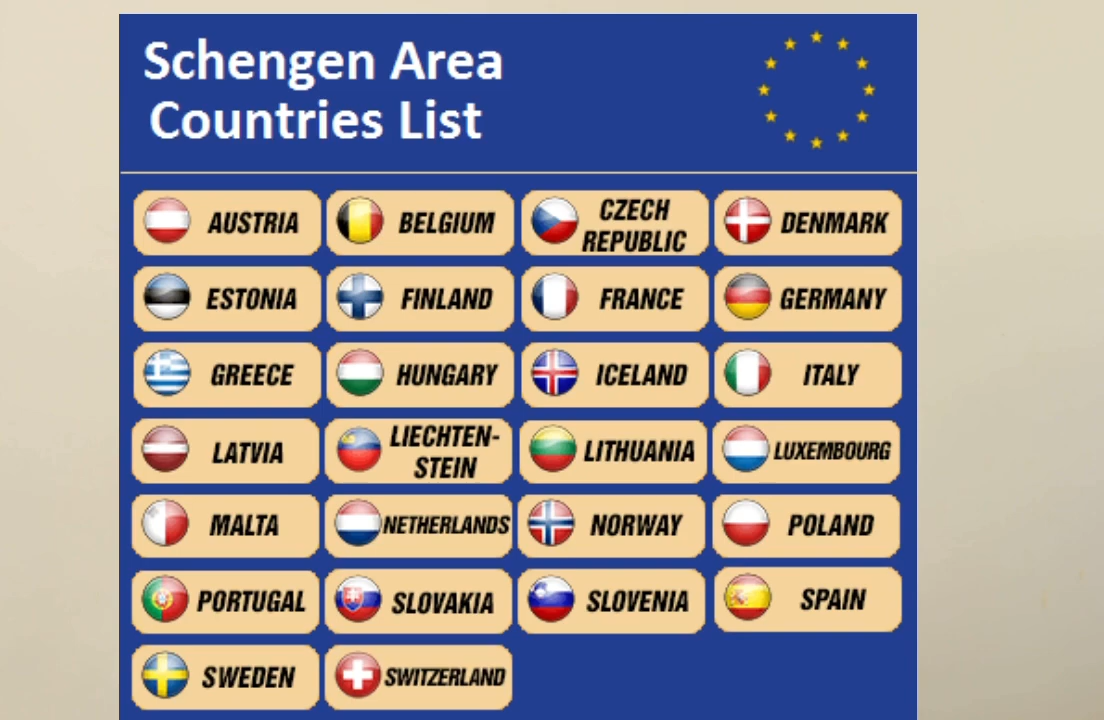 Schengen Area
Countries List
AUSTRIA
BELGIUM
CZECH
REPUBLIC
DENMARK
ESTONIA
FINLAND
FRANCE
GERMANY
GREECE
HUNGARY
ICELAND
ITALY
LATVIA
LIECHTEN-
STEIN
LITHUANIA
LUXEMBOURG
MALTA
NETHERLANDS
NORWAY
POLAND
PORTUGAL
SLOVAKIA
SLOVENIA
SPAIN
SWEDEN
SWITZERLAND